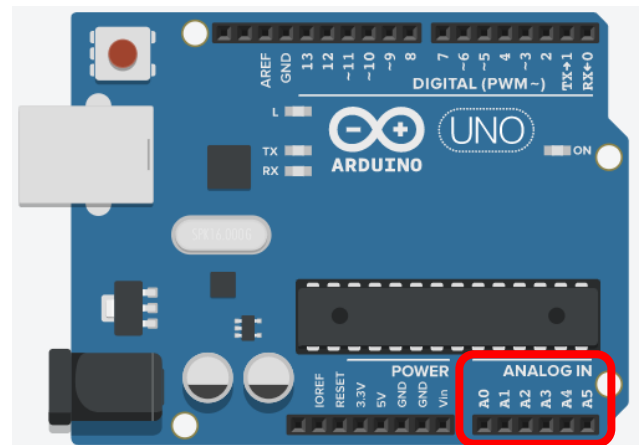 AREF
GND
13
12
~11
~10
~9
8
7
~6
~5
4
~3
2
TX→1
RX←0
DIGITAL (PWM~)
L
TX
RX
ARDUINO
UNO
ON
SPK16.000G
POWER
ANALOG IN
IOREF
RESET
3.3V
5V
GND
GND
Vin
A0
A1
A2
A3
A4
A5